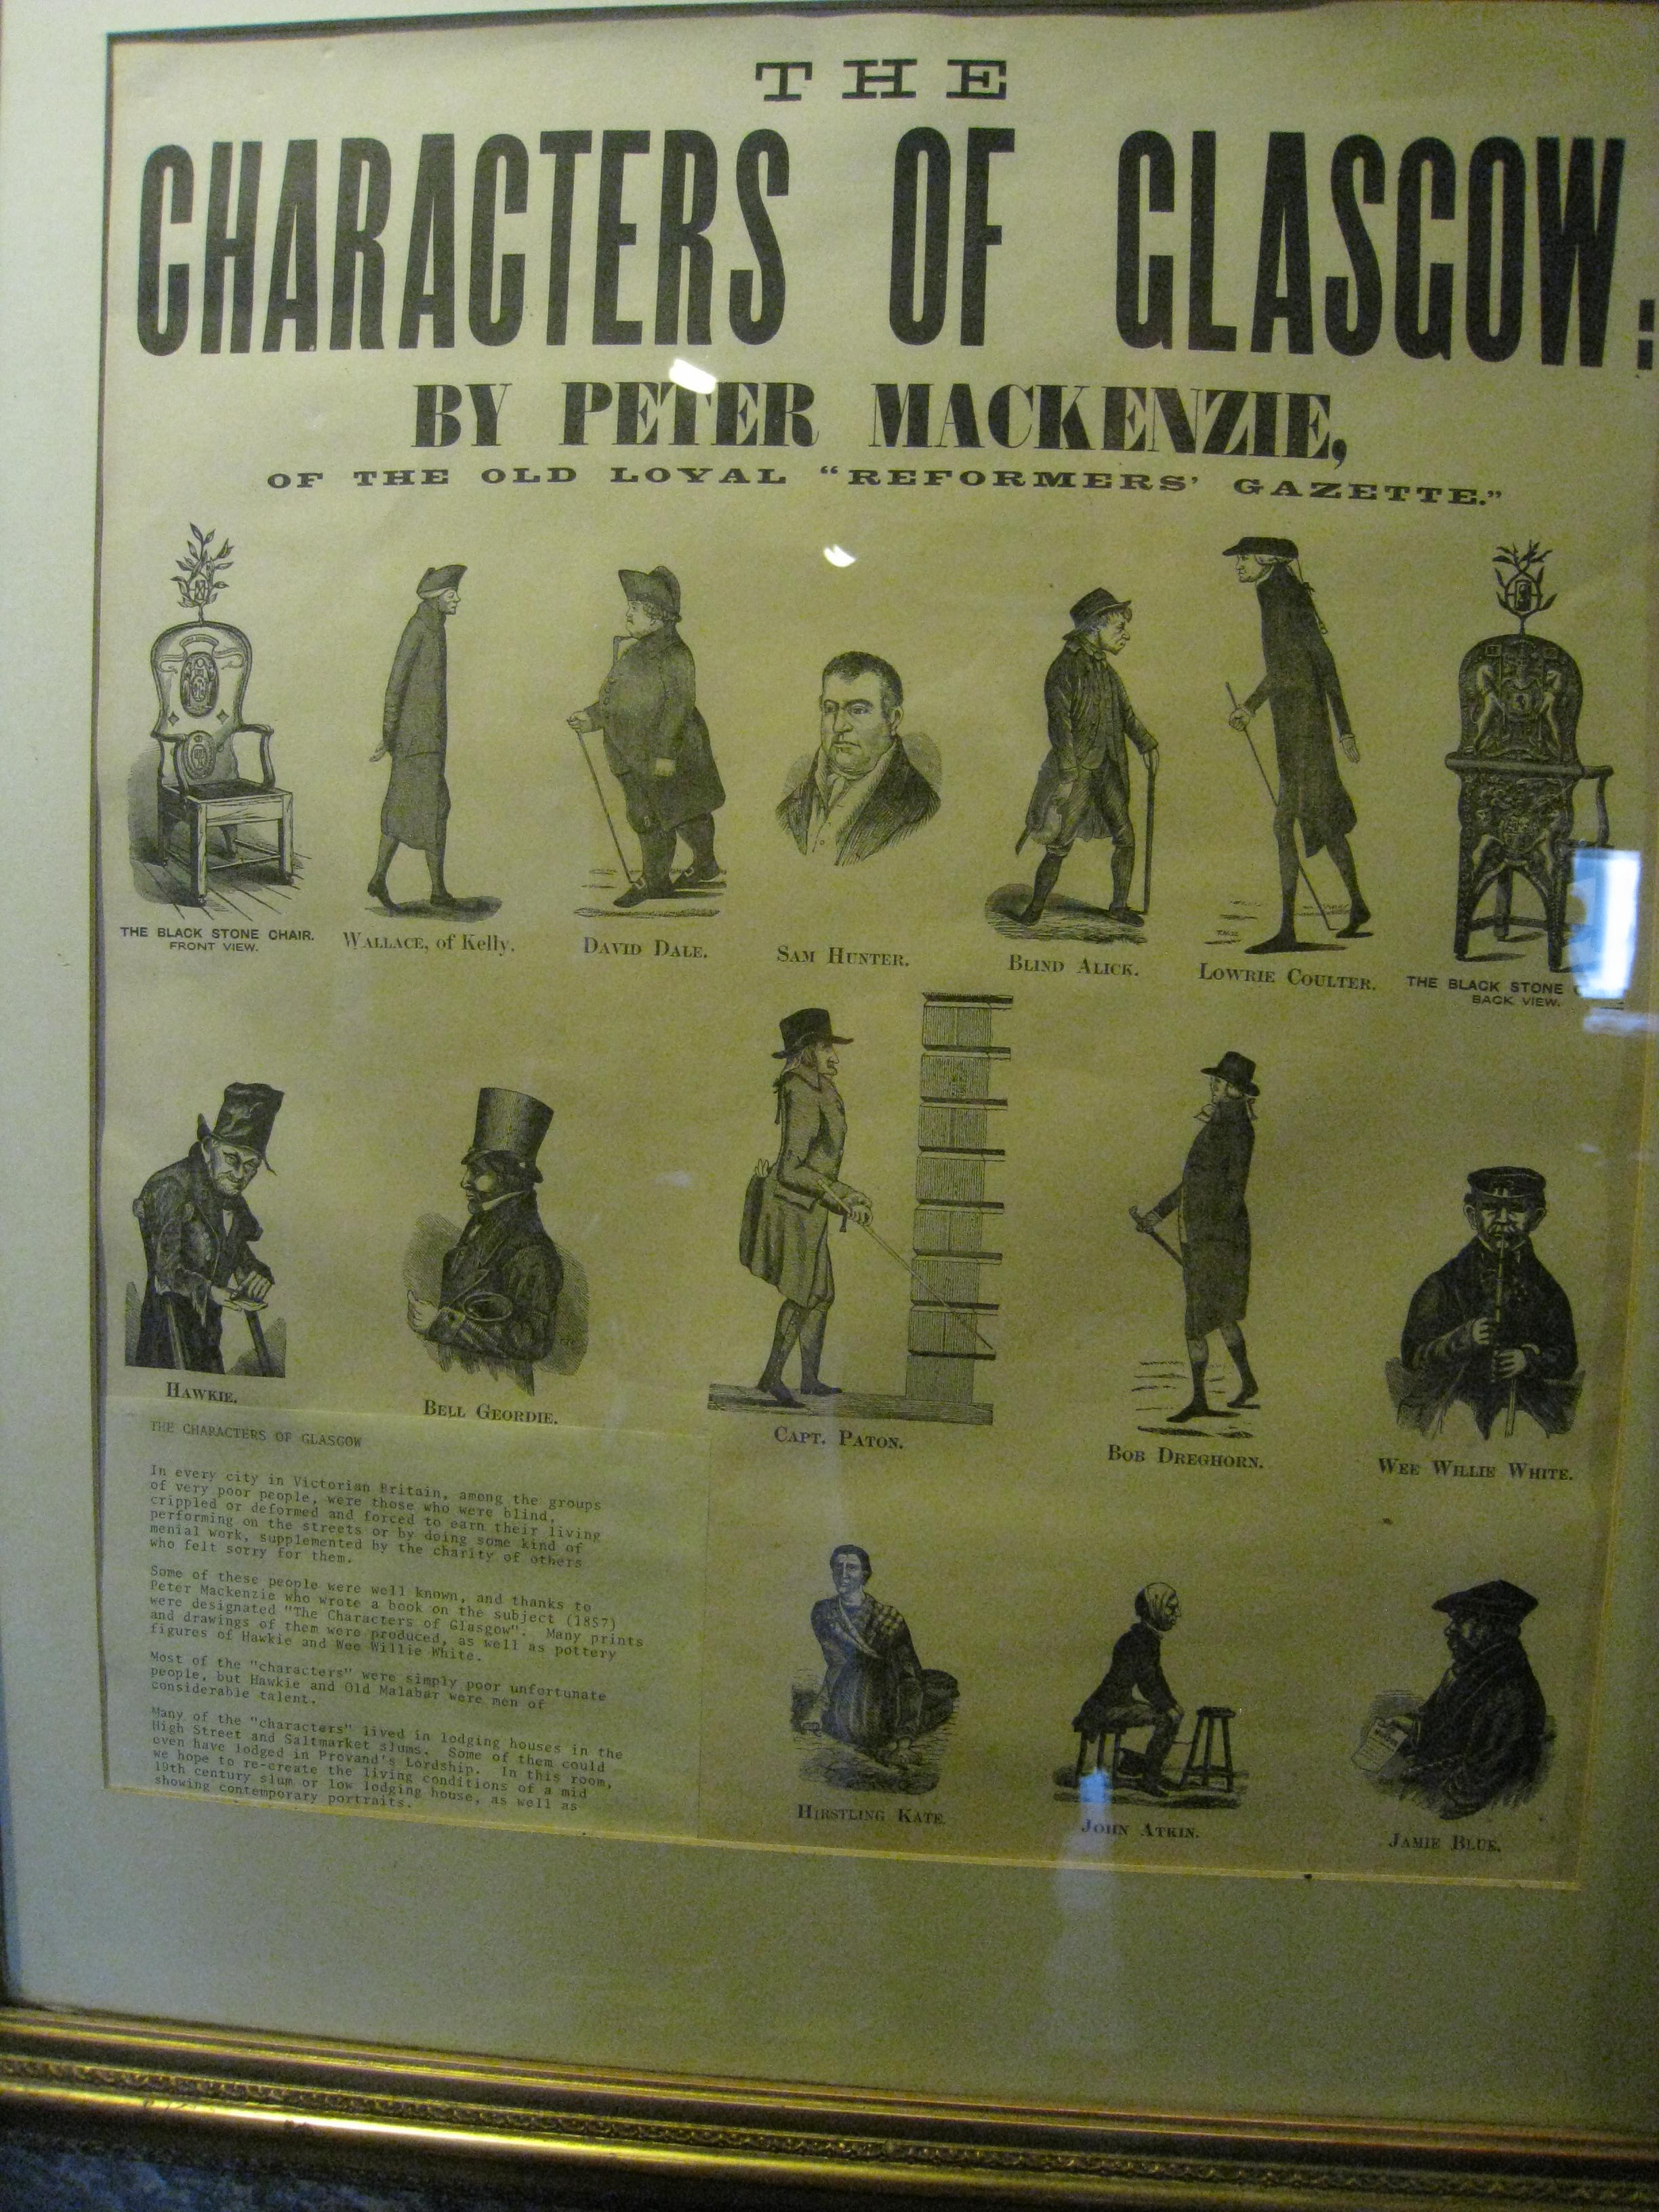 THE
CHARACTERS OF GLASGOW:
BY PETER MACKENZIE,
OF THE OLD LOYAL "REFORMERS' GAZETTE."
THE BLACK STONE CHAIR.
FRONT VIEW.
WALLACE, of Kelly.
DAVID DALE.
SAM HUNTER.
BLIND ALICK.
LOWRIE COULTER.
THE BLACK STONE
BACK VIEW.
HAWKIE.
BELL GEORDIE.
CAPT. PATON.
BOB DREGHORN.
WEE WILLIE WHITE.
THE CHARACTERS OF GLASGOW
In every city in Victorian Britain, among the groups
of very poor people, were those who were blind,
crippled or deformed and forced to earn their living
performing on the streets or by doing some kind of
menial work, supplemented by the charity of others
who felt sorry for them.
Some of these people were well known, and thanks to
Peter Mackenzie who wrote a book on the subject (1857)
were designated "The Characters of Glasgow". Many prints
and drawings of them were produced, as well as pottery
figures of Hawkie and Wee Willie White.
Most of the "characters" were simply poor unfortunate
people, but Hawkie and Old Malabar were men of
considerable talent.
Many of the "characters" lived in lodging houses in the
High Street and Saltmarket slums. Some of them could
even have lodged in Provand's Lordship. In this room,
we hope to re-create the living conditions of a mid
19th century slum or low lodging house, as well as
showing contemporary portraits.
HIRSTLING KATE.
JOHN ATKIN.
JAMIE BLUE.